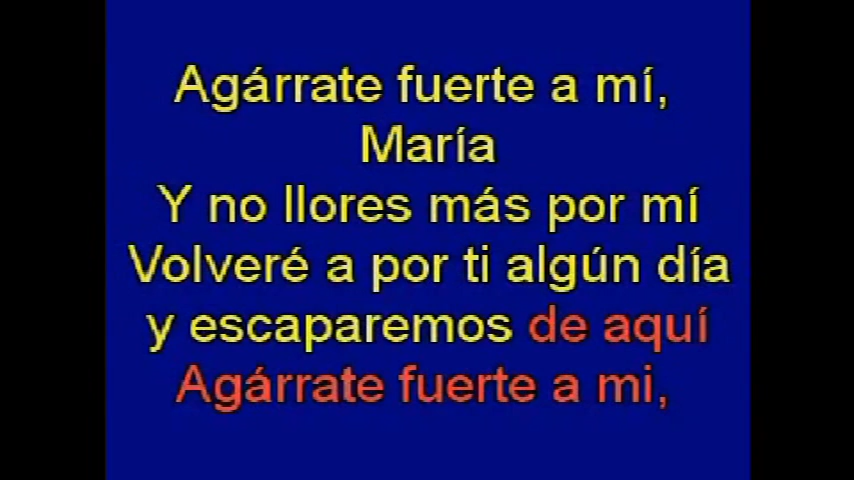 Agárrate fuerte a mí,
María
Y no llores más por mí
Volveré a por ti algún día
y escaparemos de aquí
Agárrate fuerte a mi,